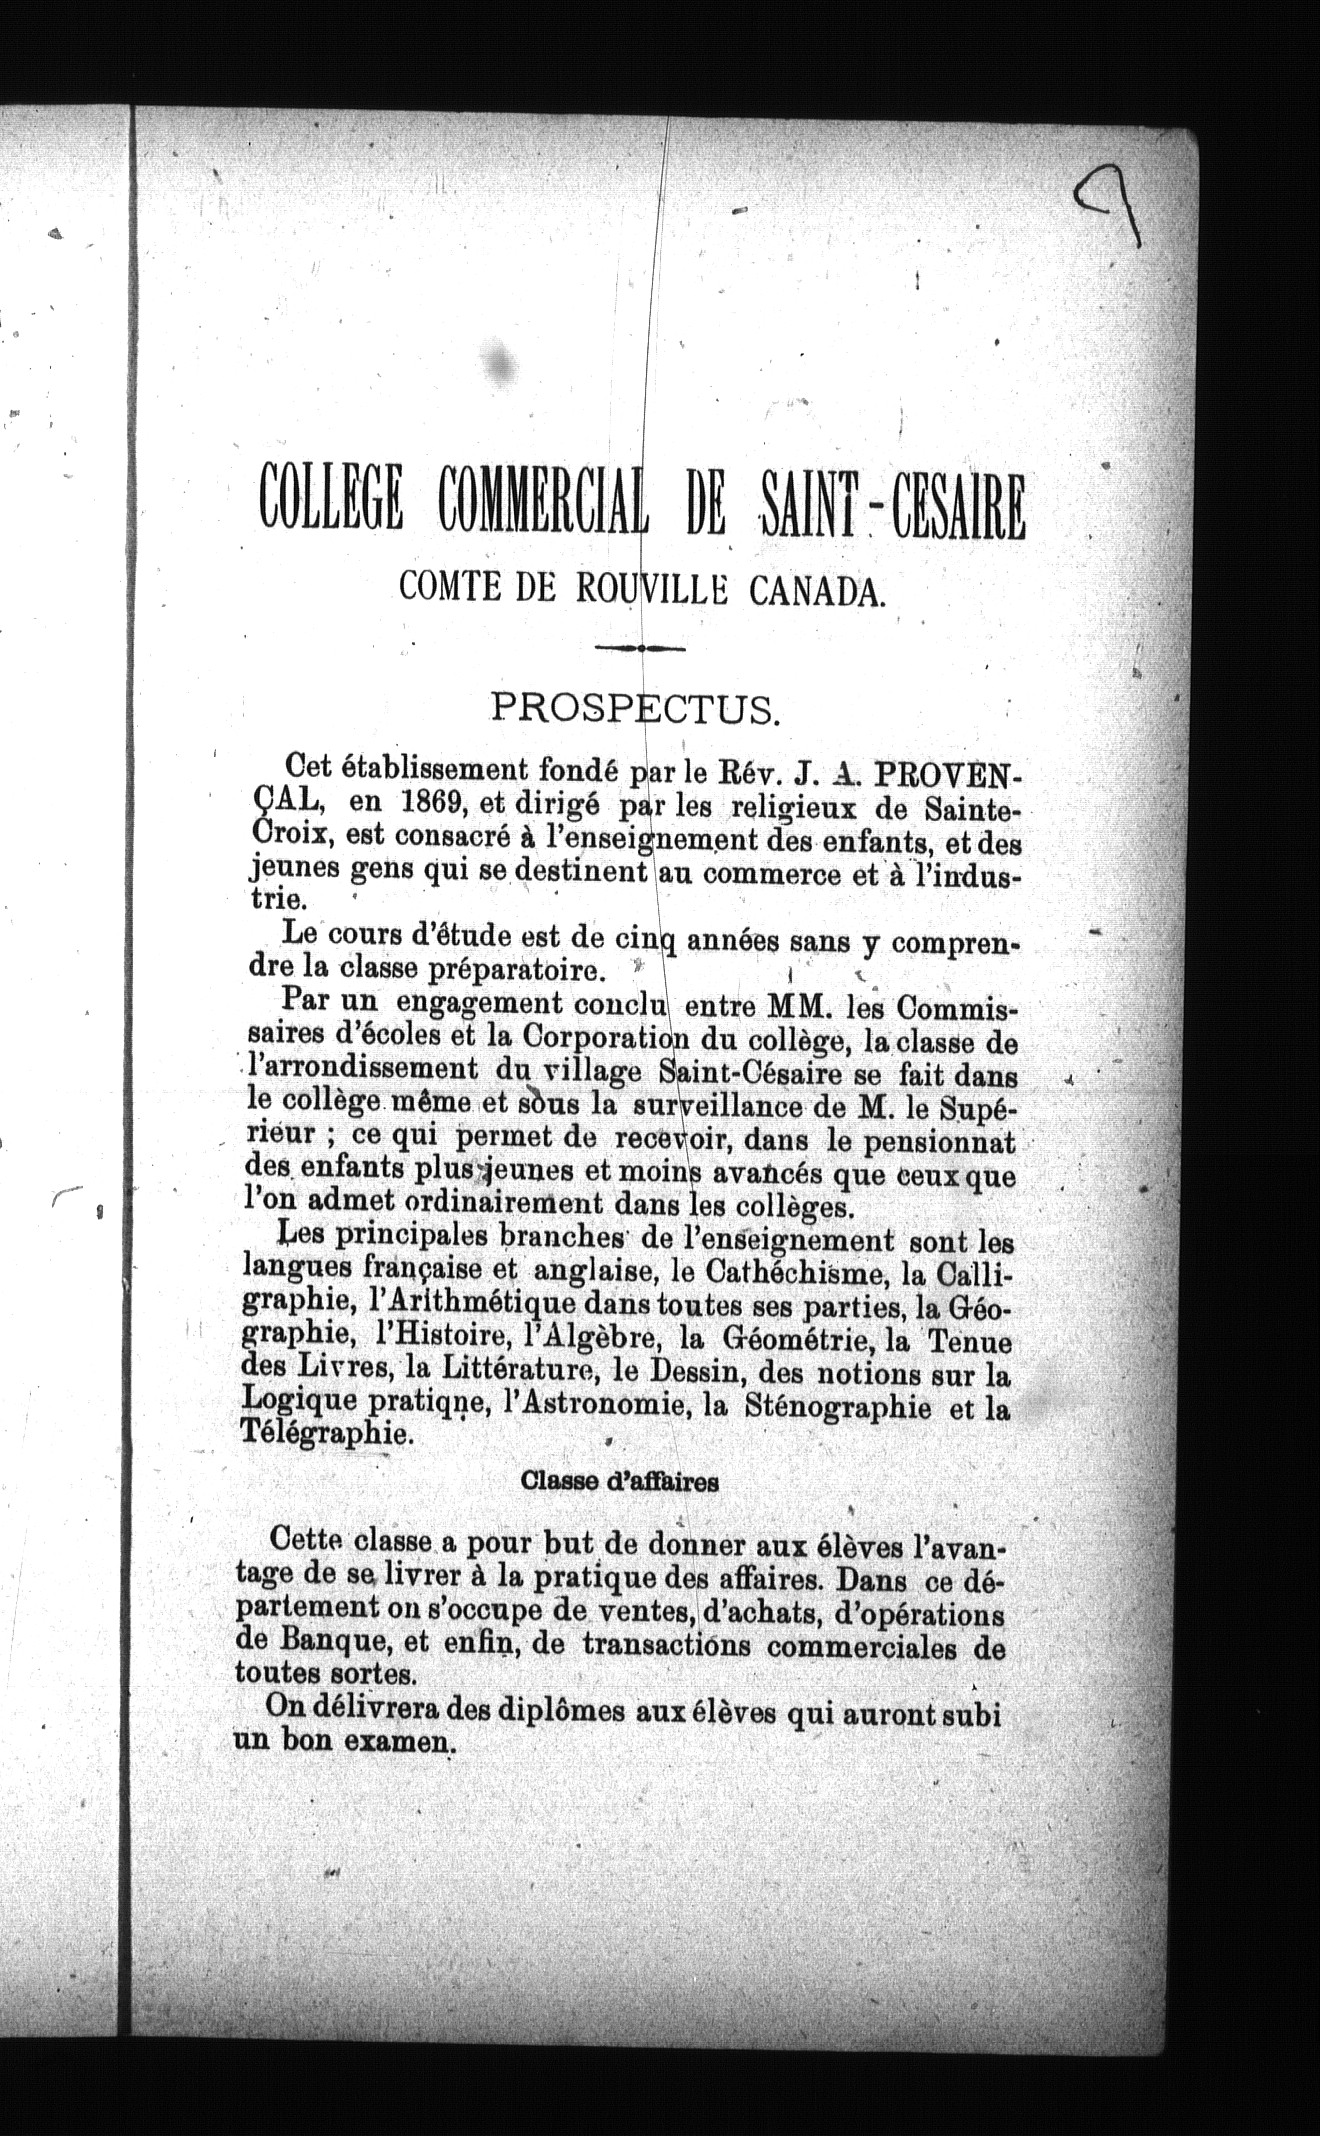 9
COLLEGE COMMERCIAL DE SAINT-CESAIRE
COMTE DE ROUVILLE CANADA.
PROSPECTUS.
Cet établissement fondé par le Rév. J. A. PROVEN-
ÇAL, en 1869, et dirigé par les religieux de Sainte-
Croix, est consacré à l'enseignement des enfants, et des
jeunes gens qui se destinent au commerce et à l'indus-
trie.
Le cours d'étude est de cinq années sans y compren-
dre la classe préparatoire.
Par un engagement conclu entre MM. les Commis-
saires d'écoles et la Corporation du collège, la classe de
l'arrondissement du village Saint-Césaire se fait dans
le collège même et sous la surveillance de M. le Supé-
rieur ; ce qui permet de recevoir, dans le pensionnat
des enfants plus jeunes et moins avancés que ceux que
l'on admet ordinairement dans les collèges.
Les principales branches de l'enseignement sont les
langues française et anglaise, le Cathéchisme, la Calli-
graphie, l'Arithmétique dans toutes ses parties, la Géo-
graphie, l'Histoire, l'Algèbre, la Géométrie, la Tenue
des Livres, la Littérature, le Dessin, des notions sur la
Logique pratiqne, l'Astronomie, la Sténographie et la
Télégraphie.
Classe d'affaires
Cette classe a pour but de donner aux élèves l'avan-
tage de se livrer à la pratique des affaires. Dans ce dé-
partement on s'occupe de ventes, d'achats, d'opérations
de Banque, et enfin, de transactions commerciales de
toutes sortes.
On délivrera des diplômes aux élèves qui auront subi
un bon examen.